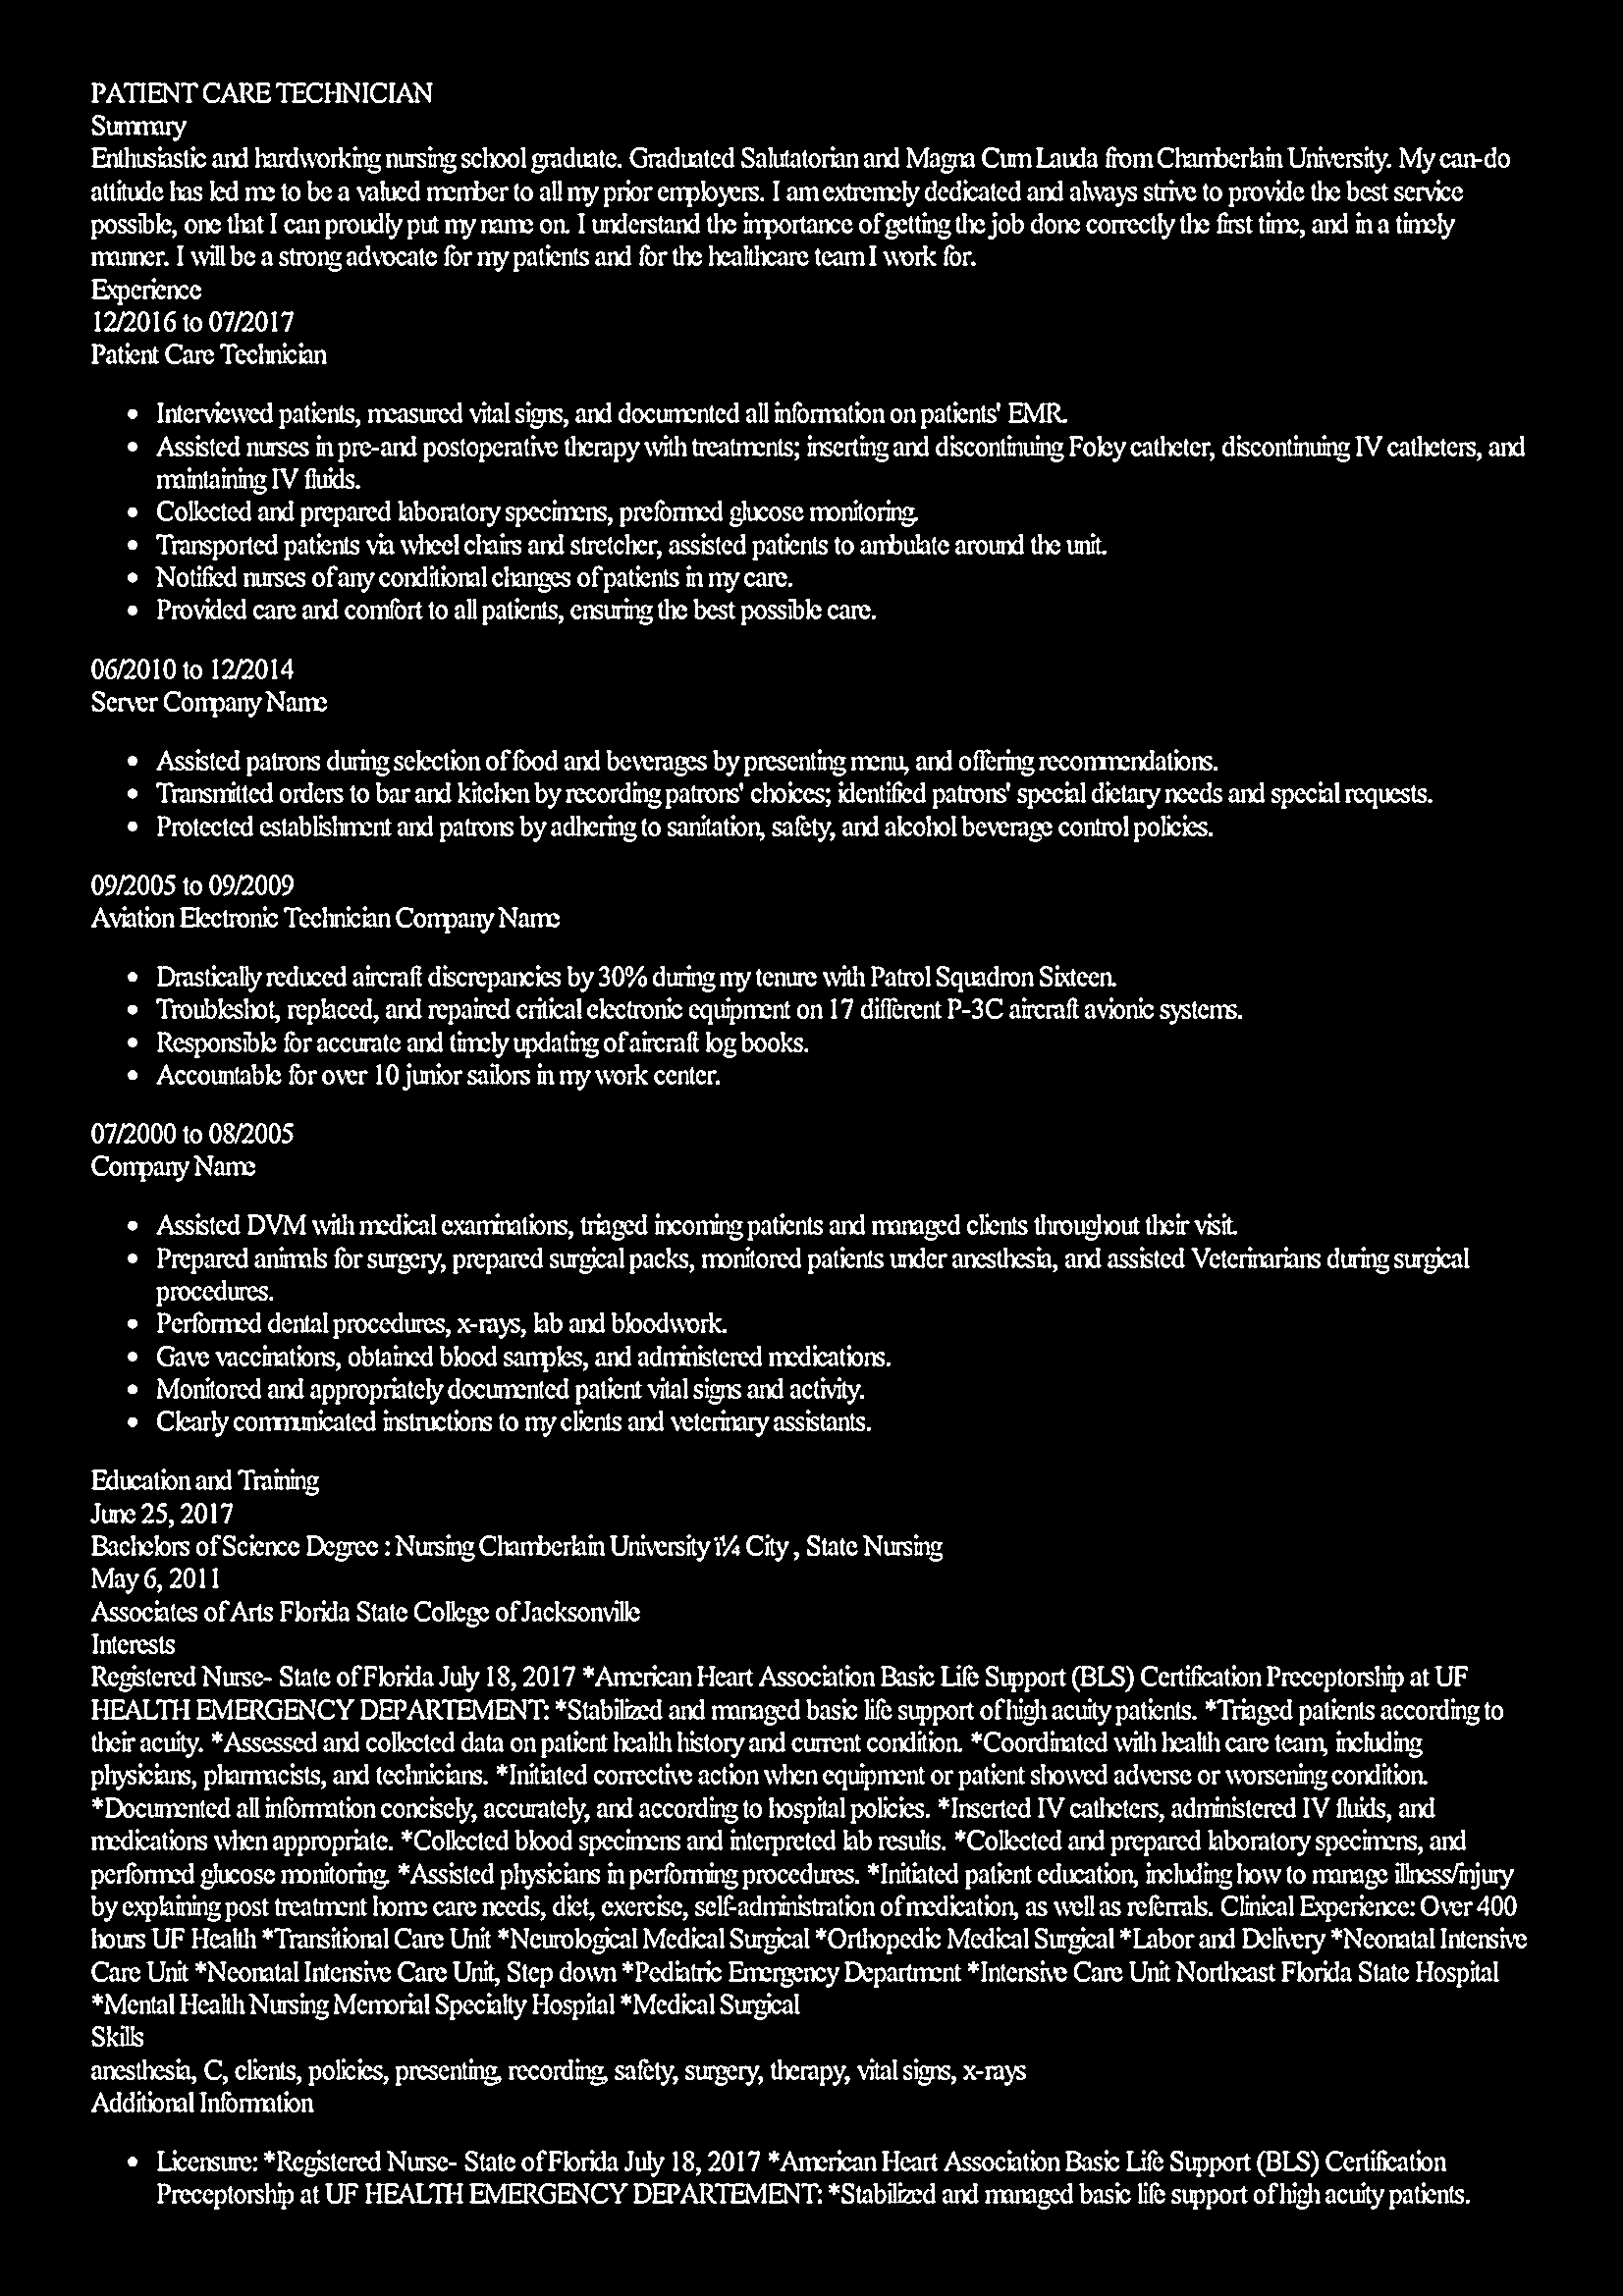 PATIENT CARE TECHNICIAN
Summary
Enthusiastic and hardworking nursing school graduate. Graduated Salutatorian and Magna Cum Lauda from Chamberlain University. My can-do
attitude has led me to be a valued member to all my prior employers. I am extremely dedicated and always strive to provide the best service
possible, one that I can proudly put my name on. I understand the importance of getting the job done correctly the first time, and in a timely
manner. I will be a strong advocate for my patients and for the healthcare team I work for.
Experience
12/2016 to 07/2017
Patient Care Technician
• Interviewed patients, measured vital signs, and documented all information on patients' EMR.
• Assisted nurses in pre-and postoperative therapy with treatments; inserting and discontinuing Foley catheter, discontinuing IV catheters, and
maintaining IV fluids.
• Collected and prepared laboratory specimens, preformed glucose monitoring.
• Transported patients via wheel chairs and stretcher, assisted patients to ambulate around the unit.
• Notified nurses of any conditional changes of patients in my care.
• Provided care and comfort to all patients, ensuring the best possible care.
06/2010 to 12/2014
Server Company Name
• Assisted patrons during selection of food and beverages by presenting menu, and offering recommendations.
• Transmitted orders to bar and kitchen by recording patrons' choices; identified patrons' special dietary needs and special requests.
• Protected establishment and patrons by adhering to sanitation, safety, and alcohol beverage control policies.
09/2005 to 09/2009
Aviation Electronic Technician Company Name
• Drastically reduced aircraft discrepancies by 30% during my tenure with Patrol Squadron Sixteen.
• Troubleshot, replaced, and repaired critical electronic equipment on 17 different P-3C aircraft avionic systems.
• Responsible for accurate and timely updating of aircraft log books.
• Accountable for over 10 junior sailors in my work center.
07/2000 to 08/2005
Company Name
• Assisted DVM with medical examinations, triaged incoming patients and managed clients throughout their visit.
• Prepared animals for surgery, prepared surgical packs, monitored patients under anesthesia, and assisted Veterinarians during surgical
procedures.
• Performed dental procedures, x-rays, lab and bloodwork.
• Gave vaccinations, obtained blood samples, and administered medications.
• Monitored and appropriately documented patient vital signs and activity.
• Clearly communicated instructions to my clients and veterinary assistants.
Education and Training
June 25, 2017
Bachelors of Science Degree : Nursing Chamberlain University ï¼ City , State Nursing
May 6, 2011
Associates of Arts Florida State College of Jacksonville
Interests
Registered Nurse- State of Florida July 18, 2017 *American Heart Association Basic Life Support (BLS) Certification Preceptorship at UF
HEALTH EMERGENCY DEPARTEMENT: *Stabilized and managed basic life support of high acuity patients. *Triaged patients according to
their acuity. *Assessed and collected data on patient health history and current condition. *Coordinated with health care team, including
physicians, pharmacists, and technicians. *Initiated corrective action when equipment or patient showed adverse or worsening condition.
*Documented all information concisely, accurately, and according to hospital policies. *Inserted IV catheters, administered IV fluids, and
medications when appropriate. *Collected blood specimens and interpreted lab results. *Collected and prepared laboratory specimens, and
performed glucose monitoring. *Assisted physicians in performing procedures. *Initiated patient education, including how to manage illness/injury
by explaining post treatment home care needs, diet, exercise, self-administration of medication, as well as referrals. Clinical Experience: Over 400
hours UF Health *Transitional Care Unit *Neurological Medical Surgical *Orthopedic Medical Surgical *Labor and Delivery *Neonatal Intensive
Care Unit *Neonatal Intensive Care Unit, Step down *Pediatric Emergency Department *Intensive Care Unit Northeast Florida State Hospital
*Mental Health Nursing Memorial Specialty Hospital *Medical Surgical
Skills
anesthesia, C, clients, policies, presenting, recording, safety, surgery, therapy, vital signs, x-rays
Additional Information
• Licensure: *Registered Nurse- State of Florida July 18, 2017 *American Heart Association Basic Life Support (BLS) Certification
Preceptorship at UF HEALTH EMERGENCY DEPARTEMENT: *Stabilized and managed basic life support of high acuity patients.